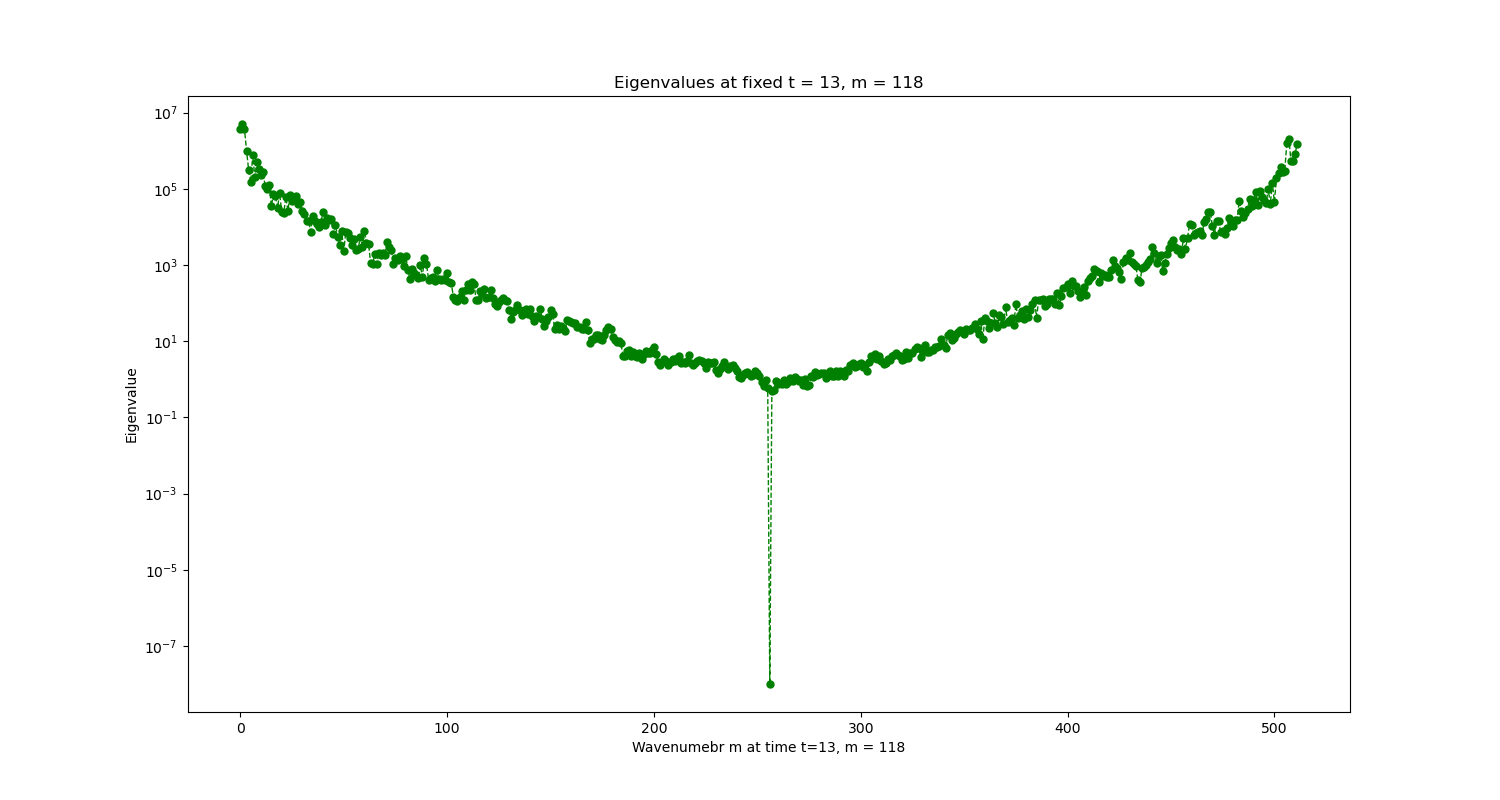 Eigenvalues at fixed t = 13, m = 118
10^7
10^5
10^3
10^1
10^-1
10^-3
10^-5
10^-7
Eigenvalue
0 100 200 300 400 500
Wavenumebr m at time t=13, m = 118